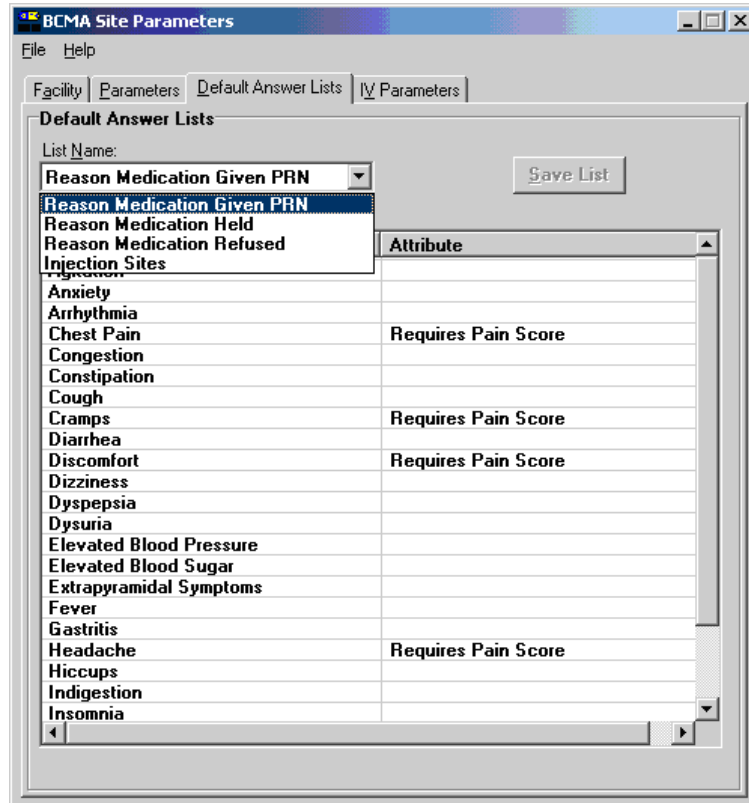 BCMA Site Parameters
File Help
Facility Parameters Default Answer Lists IV Parameters
Default Answer Lists
List Name:
Reason Medication Given PRN Save List
Reason Medication Given PRN
Reason Medication Held
Reason Medication Refused
Injection Sites
Attribute
Anxiety
Arrhythmia
Chest Pain Requires Pain Score
Congestion
Constipation
Cough
Cramps Requires Pain Score
Diarrhea
Discomfort Requires Pain Score
Dizziness
Dyspepsia
Dysuria
Elevated Blood Pressure
Elevated Blood Sugar
Extrapyramidal Symptoms
Fever
Gastritis
Headache Requires Pain Score
Hiccups
Indigestion
Insomnia